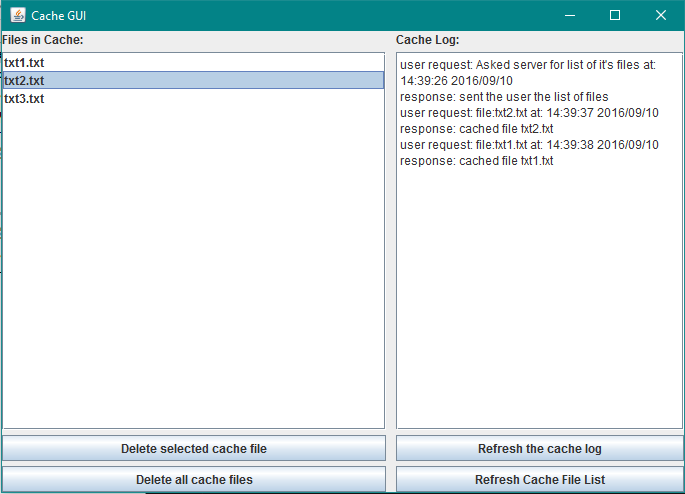 Cache GUI
Files in Cache:
txt1.txt
txt2.txt
txt3.txt
Cache Log:
user request: Asked server for list of it's files at:
14:39:26 2016/09/10
response: sent the user the list of files
user request: file:txt2.txt at: 14:39:37 2016/09/10
response: cached file txt2.txt
user request: file:txt1.txt at: 14:39:38 2016/09/10
response: cached file txt1.txt
Delete selected cache file
Refresh the cache log
Delete all cache files
Refresh Cache File List